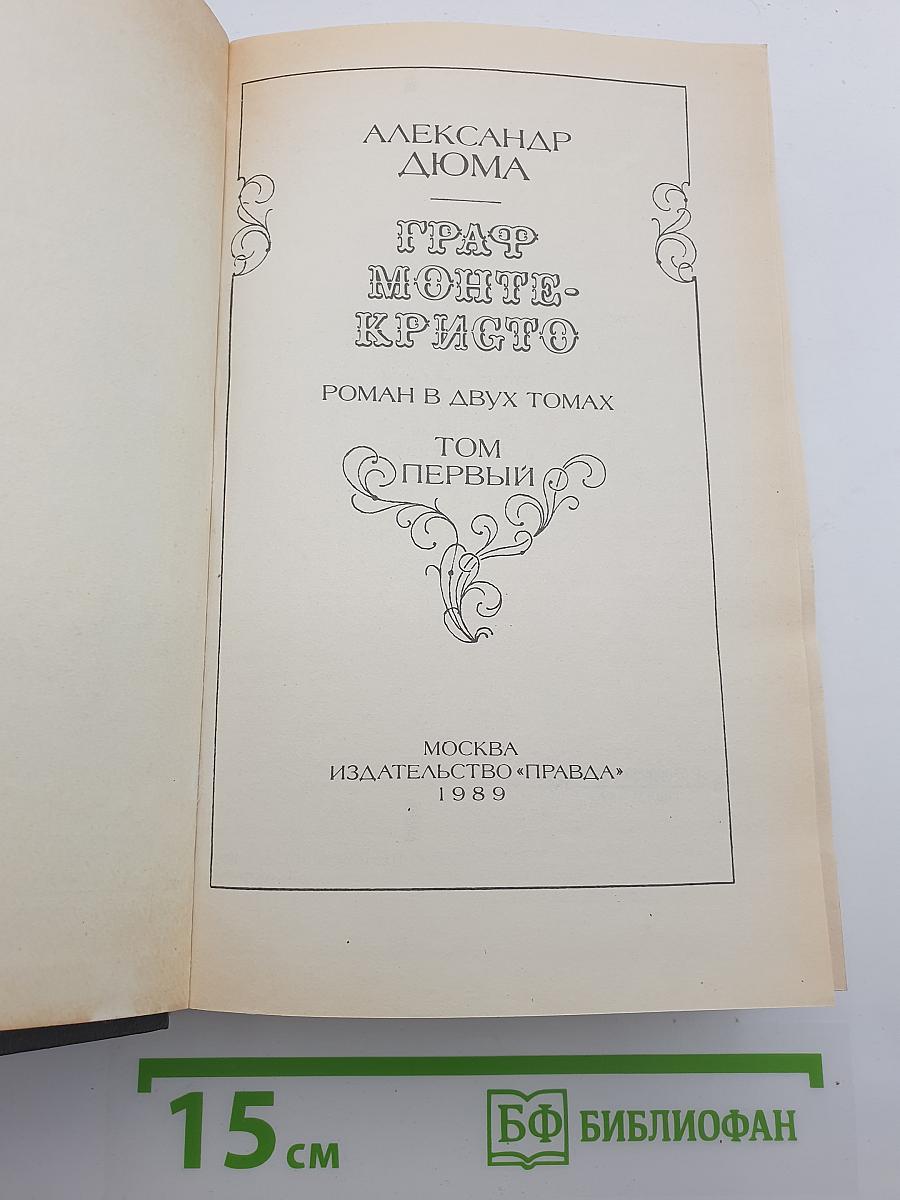 АЛЕКСАНДР
ДЮМА
ГРАФ
МОНТЕ-
КРИСТО
РОМАН В ДВУХ ТОМАХ
ТОМ
ПЕРВЫЙ
МОСКВА
ИЗДАТЕЛЬСТВО «ПРАВДА»
1989
15 см
БФ БИБЛИОФАН